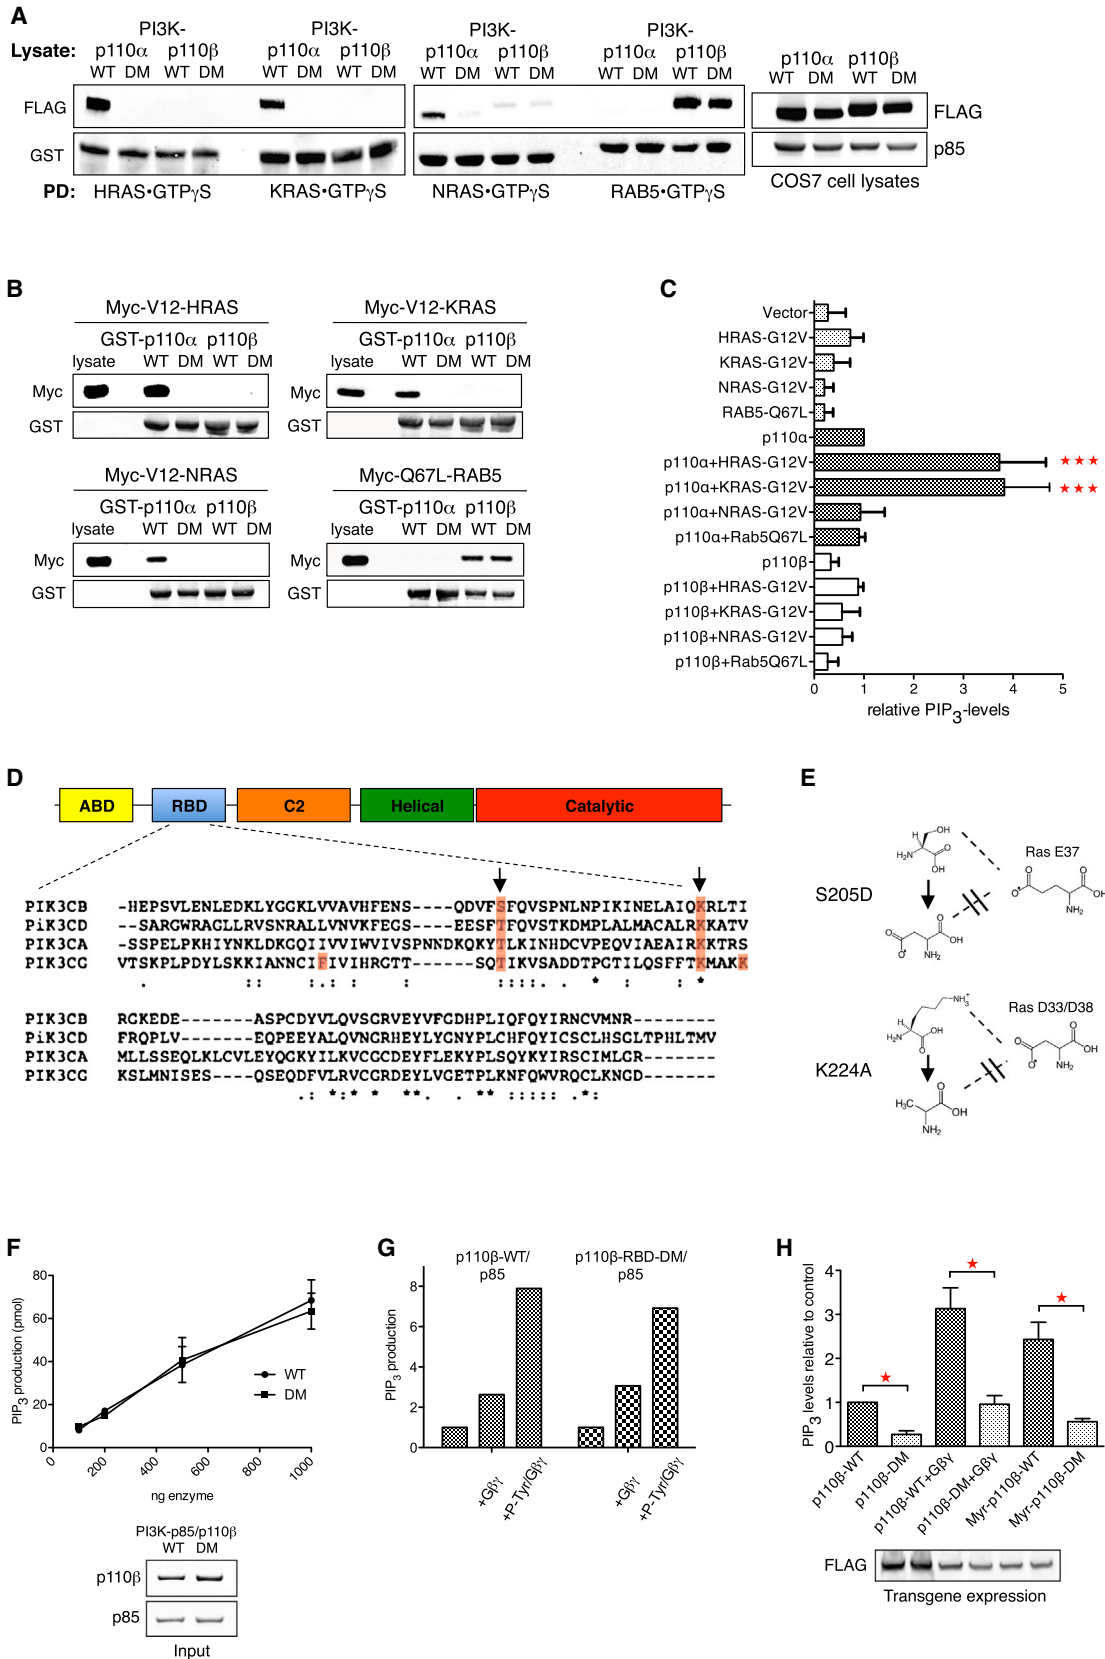 A
PI3K- PI3K- PI3K- PI3K-
Lysate: p110α p110β p110α p110β p110α p110β p110α p110β p110α p110β
WT DM WT DM WT DM WT DM WT DM WT DM WT DM WT DM WT DM WT DM
FLAG FLAG
GST p85
PD: HRAS•GTPγS KRAS•GTPγS NRAS•GTPγS RAB5•GTPγS COS7 cell lysates
B
Myc-V12-HRAS Myc-V12-KRAS
GST-p110α p110β GST-p110α p110β
lysate WT DM WT DM lysate WT DM WT DM
Myc Myc
GST GST
Myc-V12-NRAS Myc-Q67L-RAB5
GST-p110α p110β GST-p110α p110β
lysate WT DM WT DM lysate WT DM WT DM
Myc Myc
GST GST
C
Vector
HRAS-G12V
KRAS-G12V
NRAS-G12V
RAB5-Q67L
p110α
p110α+HRAS-G12V ★★★
p110α+KRAS-G12V ★★★
p110α+NRAS-G12V
p110α+Rab5Q67L
p110β
p110β+HRAS-G12V
p110β+KRAS-G12V
p110β+NRAS-G12V
p110β+Rab5Q67L
0 1 2 3 4 5
relative PIP3-levels
D
ABD RBD C2 Helical Catalytic
PIK3CB -HEPSVLENLEDKLYGGKLVVAVHFENS----QDVFSFQVSPNLNPIKINELAIQKRLTI
PiK3CD --SARGWRAGLLRVSNRALLVNVKFEGS----EESFTFQVSTKDMPLALMACALRKKATV
PIK3CA --SSPELPKHIYNKLDKGQIIVVIWVIVSPNNDKQKYTLKINHDCVPEQVIAEAIRKKTRS
PIK3CG VTSKPLPDYLSKKIANNCIFIVIHRGTT------SQTIKVSADDTPGTILQSFFTKMAKK
. :: :. : : :::: . . * : : *
PIK3CB RGKEDE-------ASPCDYVLQVSGRVEYVFGDHPLIQFQYIRNCVMNR--------
PiK3CD FRQPLV-------EQPEEYALQVNGRHEYLYGNYPLCHFQYICSCLHSGLTPHLTMV
PIK3CA MLLSSEQLKLCVLEYQGKYILKVCGCDEYFLEKYPLSQYKYIRSCIMLGR-------
PIK3CG KSLMNISES----QSEQDFVLRVCGRDEYLVGETPLKNFQWVRQCLKNGD-------
.: *:* * ** . .:** ::::: *:
E
Ras E37
S205D
Ras D33/D38
K224A
F
PIP3 production (pmol)
80
60
40
20
0
WT
DM
0 200 400 600 800 1000
ng enzyme
PI3K-p85/p110β
WT DM
p110β
p85
Input
G
p110β-WT/ p110β-RBD-DM/
p85 p85
PIP3 production
8
6
4
2
0
+Gβγ +P-Tyr/Gβγ +Gβγ +P-Tyr/Gβγ
H
PIP3 levels relative to control
4
3
2
1
0
★ ★ ★
p110β-WT p110β-DM p110β-WT+Gβγ p110β-DM+Gβγ Myr-p110β-WT Myr-p110β-DM
FLAG
Transgene expression